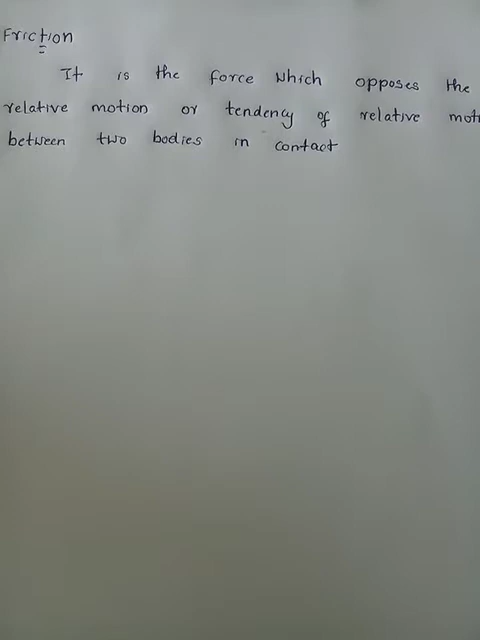 Friction
It is the force which opposes the
relative motion or tendency of relative
between two bodies in contact